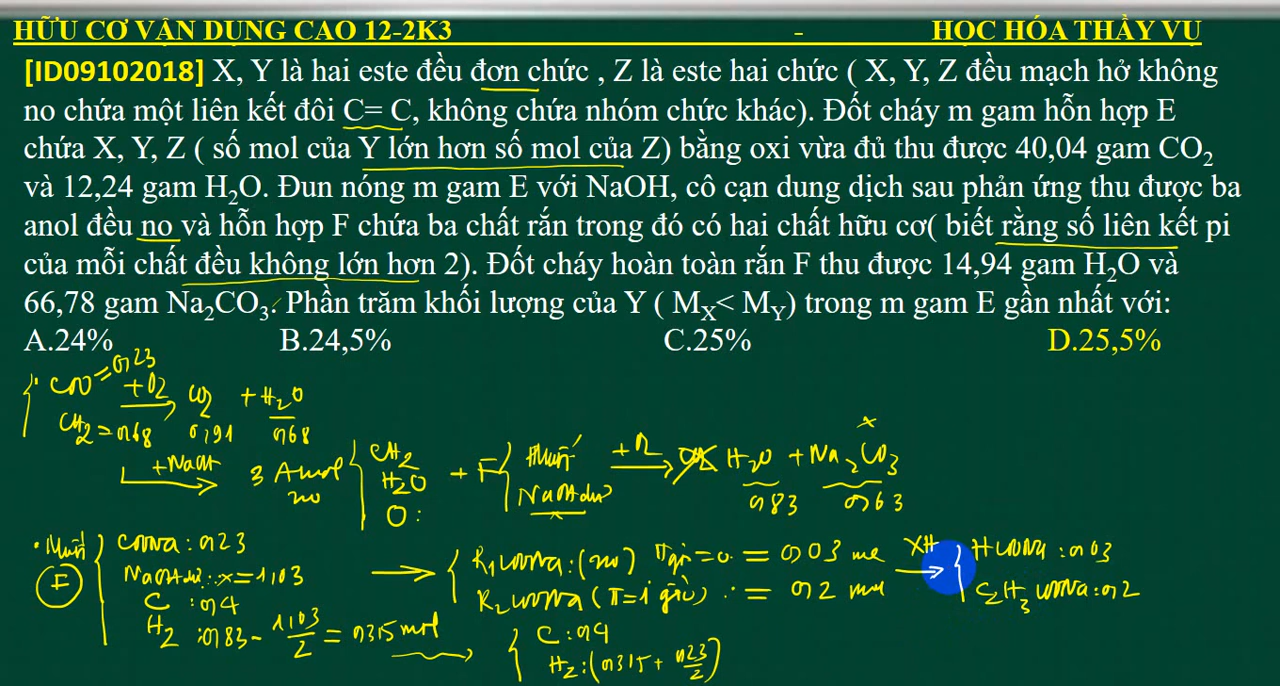 HỮU CƠ VẬN DỤNG CAO 12-2K3 - HỌC HÓA THẦY VỤ
[ID09102018] X, Y là hai este đều đơn chức , Z là este hai chức ( X, Y, Z đều mạch hở không
no chứa một liên kết đôi C= C, không chứa nhóm chức khác). Đốt cháy m gam hỗn hợp E
chứa X, Y, Z ( số mol của Y lớn hơn số mol của Z) bằng oxi vừa đủ thu được 40,04 gam CO2
và 12,24 gam H2O. Đun nóng m gam E với NaOH, cô cạn dung dịch sau phản ứng thu được ba
anol đều no và hỗn hợp F chứa ba chất rắn trong đó có hai chất hữu cơ( biết rằng số liên kết pi
của mỗi chất đều không lớn hơn 2). Đốt cháy hoàn toàn rắn F thu được 14,94 gam H2O và
66,78 gam Na2CO3. Phần trăm khối lượng của Y ( MX< MY) trong m gam E gần nhất với:
A.24% B.24,5% C.25% D.25,5%
COO = 0,23
+O2 CO2 + H2O
CH2 = 0,68 0,91 0,68
+NaOH 3 Ancol no CH2 H2O O: + F Muối NaOH dư +O2 H2O + Na2CO3
0,83 0,63
Muối COONa: 0,23
F NaOH dư: x = 1,03
C : 0,4
H2 : 0,83 - 1,03/2 = 0,315 mol
R1COONa: (no) = 0,03 mol
R2COONa (π=1 gốc) = 0,2 mol
HCOONa : 0,03
C2H3COONa: 0,2
C: 0,4
H2: (0,315 + 0,23/2)